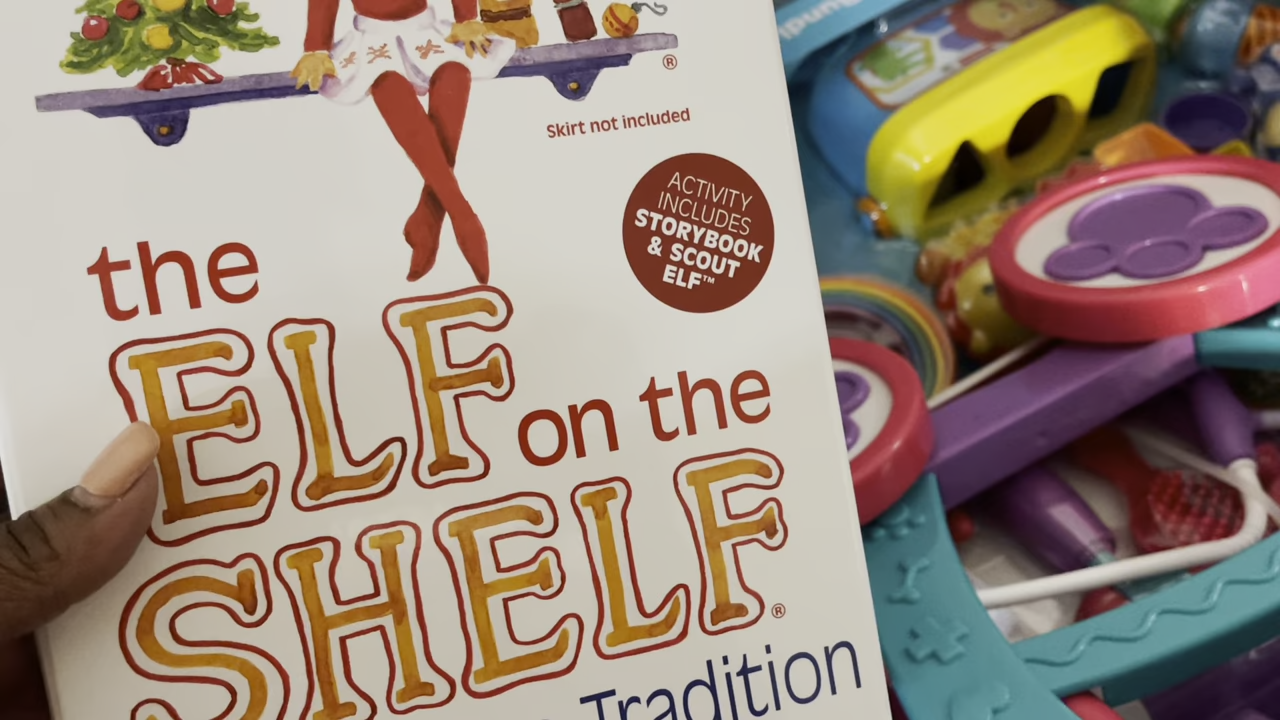 ®
Skirt not included
ACTIVITY
INCLUDES
STORYBOOK
& SCOUT
ELF™
the
ELF
on the
SHELF®
Tradition